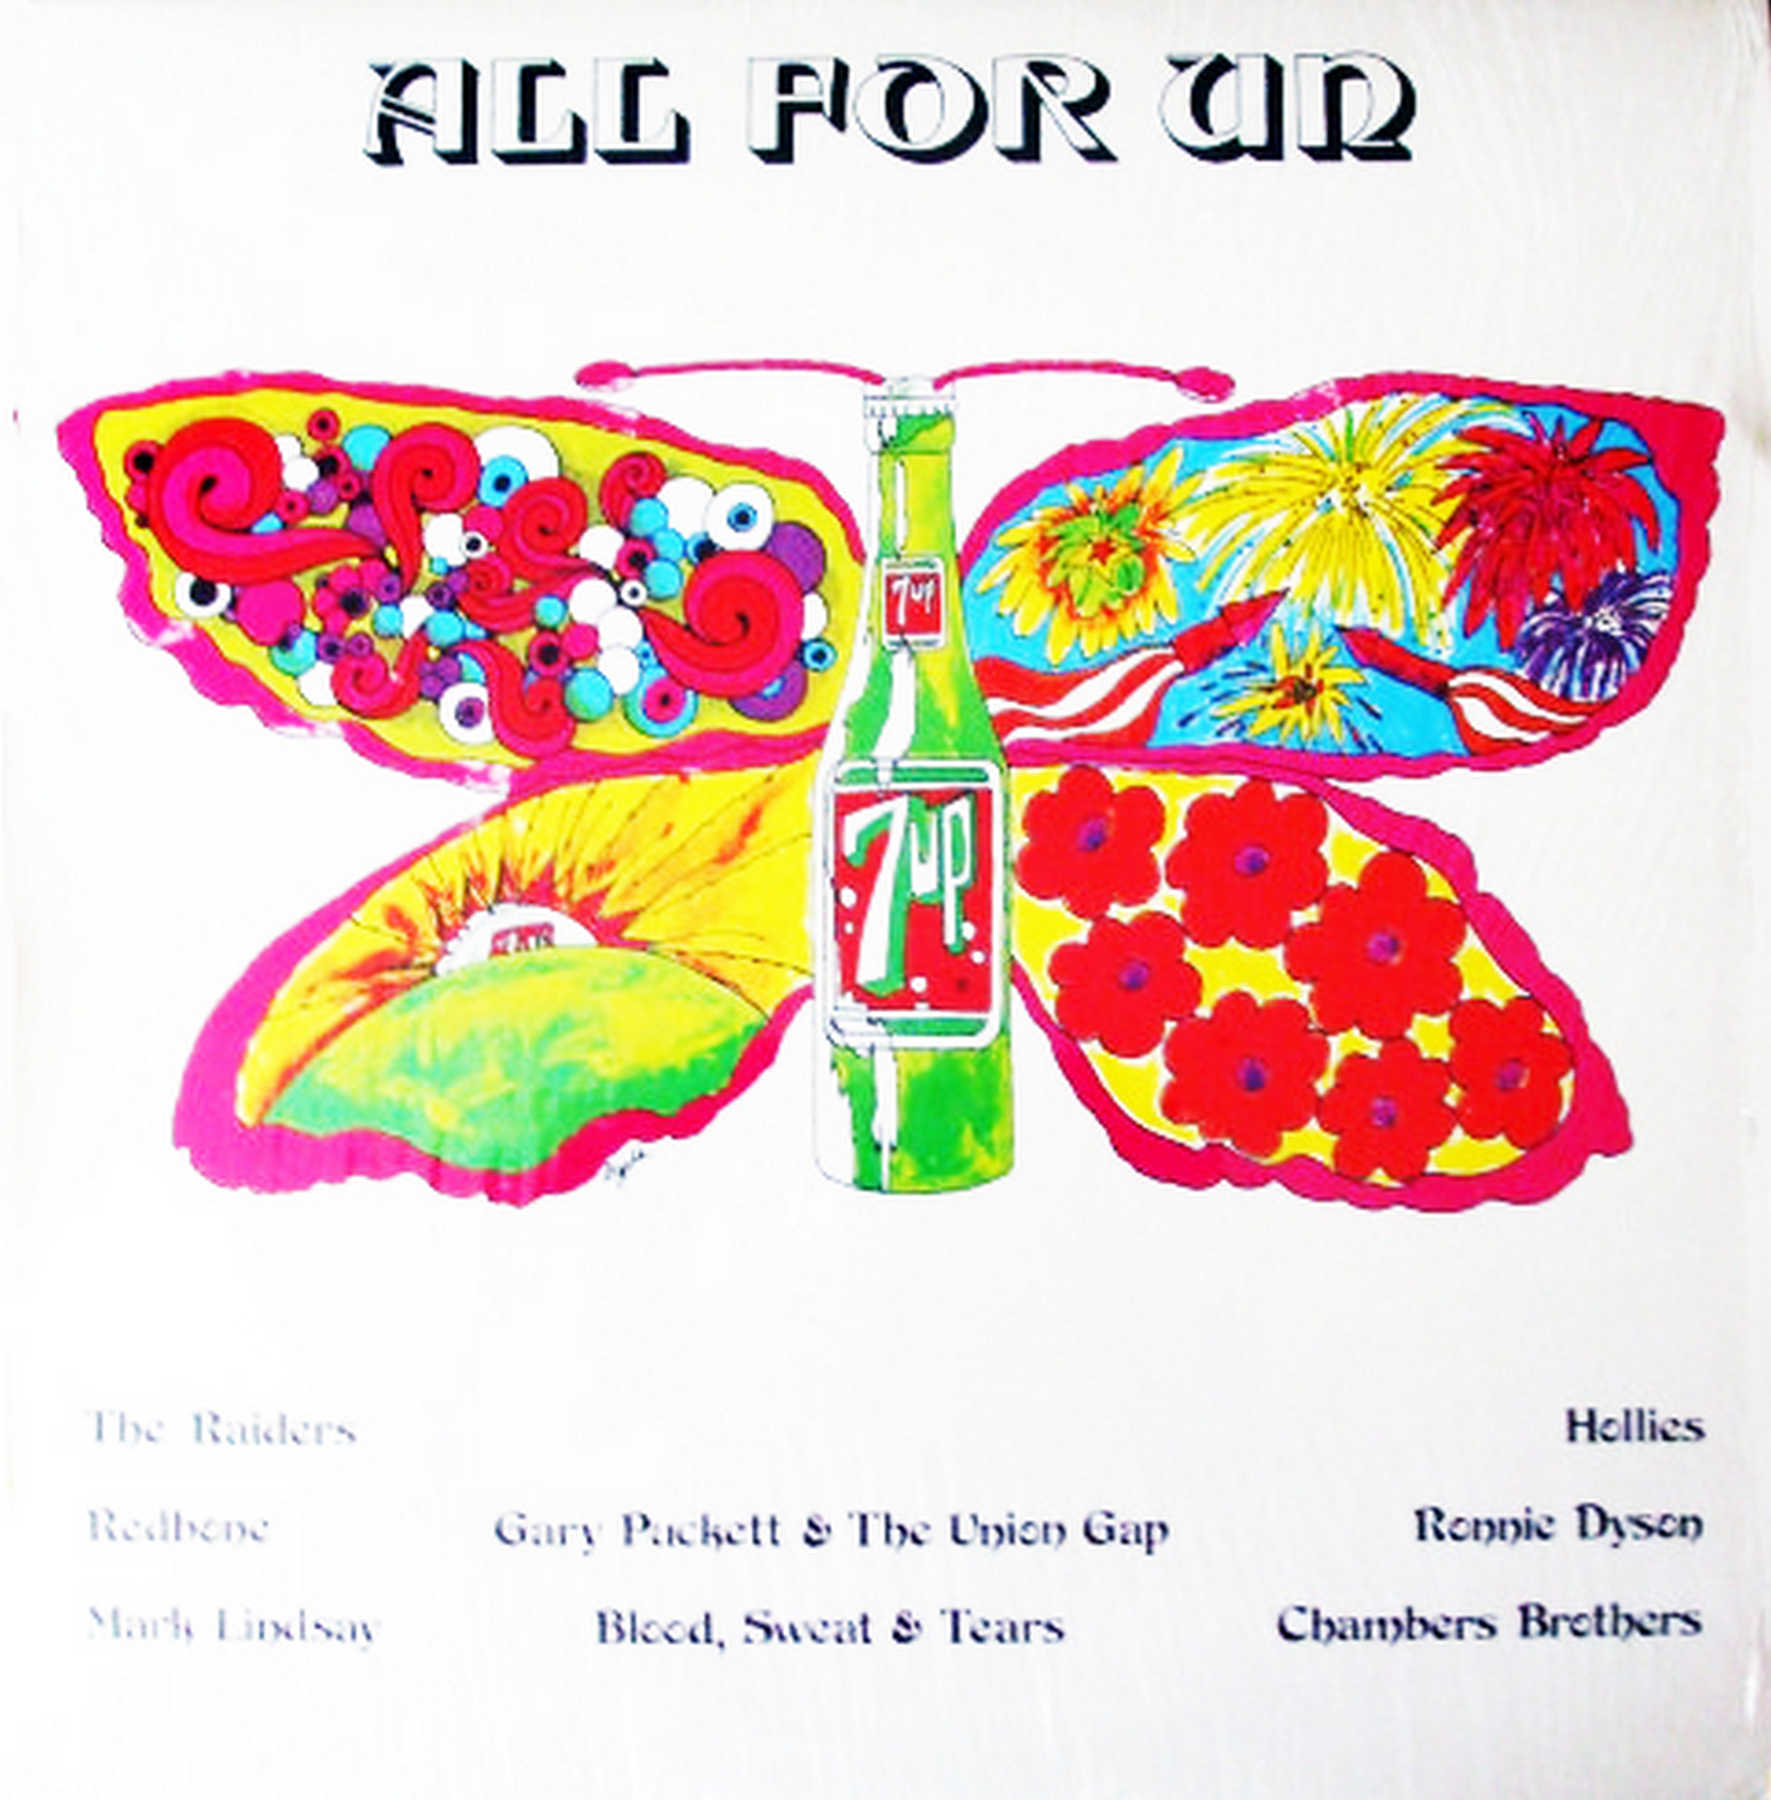 ALL FOR UN
7up
7up
The Raiders
Hollies
Redbone
Gary Puckett & The Union Gap
Ronnie Dyson
Mark Lindsay
Blood, Sweat & Tears
Chambers Brothers